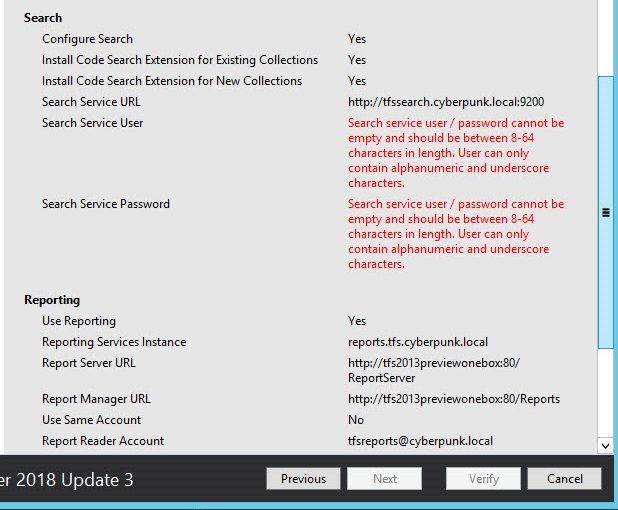 Search
Configure Search Yes
Install Code Search Extension for Existing Collections Yes
Install Code Search Extension for New Collections Yes
Search Service URL http://tfssearch.cyberpunk.local:9200
Search Service User Search service user / password cannot be
empty and should be between 8-64
characters in length. User can only
contain alphanumeric and underscore
characters.
Search Service Password Search service user / password cannot be
empty and should be between 8-64
characters in length. User can only
contain alphanumeric and underscore
characters.
Reporting
Use Reporting Yes
Reporting Services Instance reports.tfs.cyberpunk.local
Report Server URL http://tfs2013previewonebox:80/
ReportServer
Report Manager URL http://tfs2013previewonebox:80/Reports
Use Same Account No
Report Reader Account tfsreports@cyberpunk.local
er 2018 Update 3 Previous Next Verify Cancel